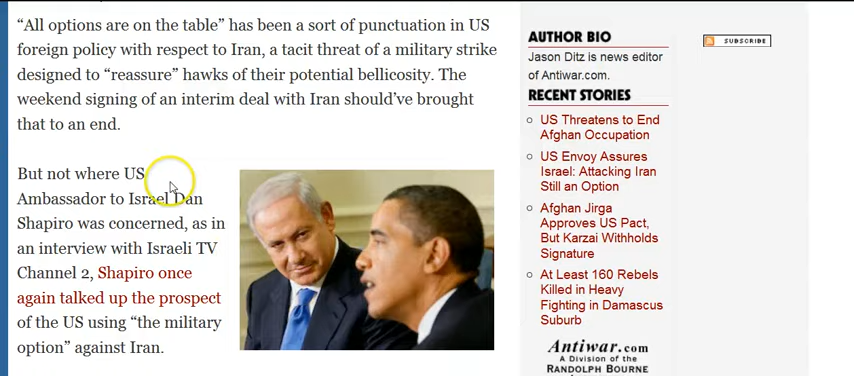 “All options are on the table” has been a sort of punctuation in US
foreign policy with respect to Iran, a tacit threat of a military strike
designed to “reassure” hawks of their potential bellicosity. The
weekend signing of an interim deal with Iran should’ve brought
that to an end.
But not where US
Ambassador to Israel Dan
Shapiro was concerned, as in
an interview with Israeli TV
Channel 2, Shapiro once
again talked up the prospect
of the US using “the military
option” against Iran.
AUTHOR BIO
Jason Ditz is news editor
of Antiwar.com.
RECENT STORIES
US Threatens to End
Afghan Occupation
US Envoy Assures
Israel: Attacking Iran
Still an Option
Afghan Jirga
Approves US Pact,
But Karzai Withholds
Signature
At Least 160 Rebels
Killed in Heavy
Fighting in Damascus
Suburb
Antiwar.com
A Division of the
RANDOLPH BOURNE
SUBSCRIBE